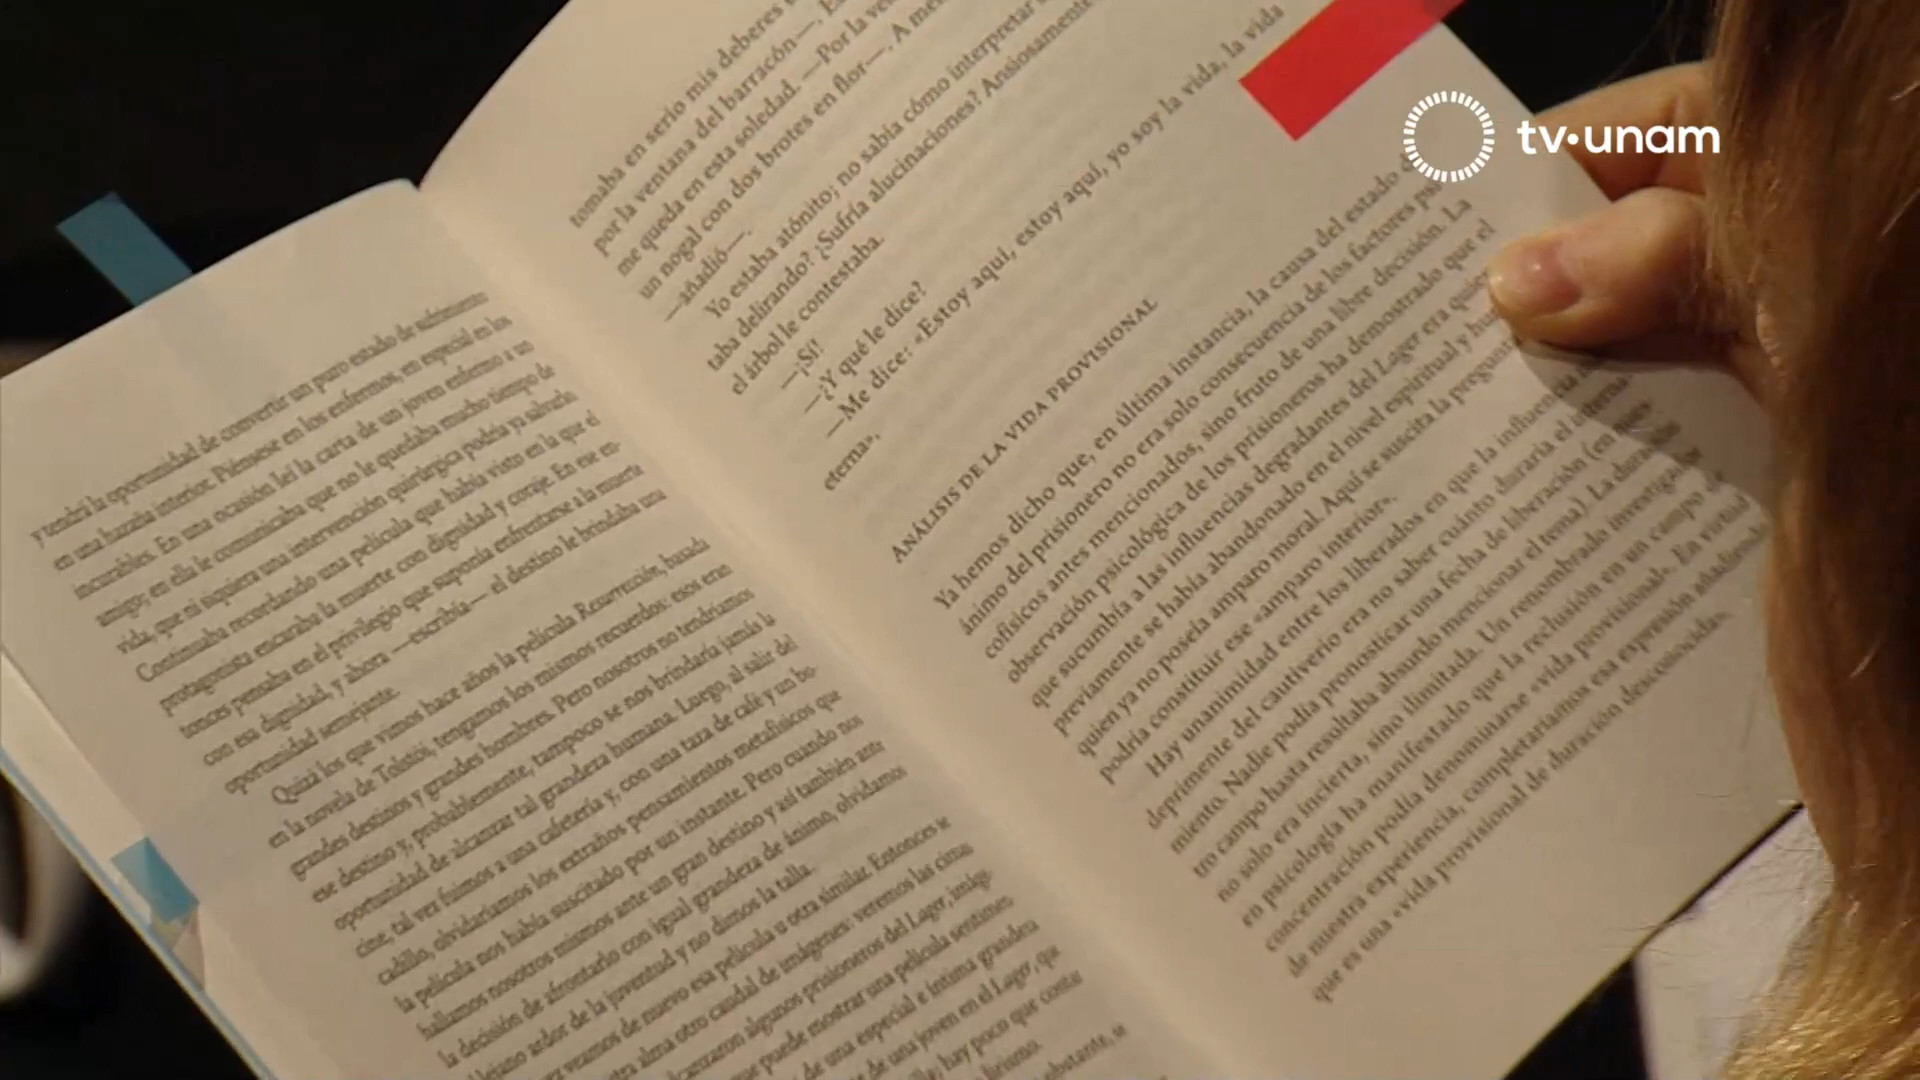 y tendrá la oportunidad de convertir un puro estado de sufrimiento
en una hazaña interior. Piénsese en los enfermos, en especial en los
incurables. En una ocasión leí la carta de un joven enfermo a un
amigo; en ella le comunicaba que no le quedaba mucho tiempo de
vida, que ni siquiera una intervención quirúrgica podría ya salvarlo.
Continuaba recordando una película que había visto en la que el
protagonista encaraba la muerte con dignidad y coraje. En ese en-
tonces pensaba en el privilegio que suponía enfrentarse a la muerte
con esa dignidad, y ahora —escribía— el destino le brindaba una
oportunidad semejante.
Quizá los que vimos hace años la película Resurrección, basada
en la novela de Tolstói, tengamos los mismos recuerdos: esos eran
grandes destinos y grandes hombres. Pero nosotros no tendríamos
ese destino y, probablemente, tampoco se nos brindaría jamás la
oportunidad de alcanzar tal grandeza humana. Luego, al salir del
cine, tal vez fuimos a una cafetería y, con una taza de café y un bo-
cadillo, olvidaríamos los extraños pensamientos metafísicos que
la película nos había suscitado por un instante. Pero cuando nos
hallamos nosotros mismos ante un gran destino y así también ante
la decisión de afrontarlo con igual grandeza de ánimo, olvidamos
lejano ardor de la juventud y no dimos la talla.
vez veamos de nuevo esa película u otra similar. Entonces
alma otro caudal de imágenes: veremos las cimas
alcanzaron algunos prisioneros del Lager, imág-
que puede mostrar una película sentimen
de una especial e íntima grandeza
de una joven en el Lager, que
hay poco que contar
obstante, s
tomaba en serio mis deberes
por la ventana del barracón—.
me queda en esta soledad. —Por la
un nogal con dos brotes en flor—. A
—añadió—.
Yo estaba atónito; no sabía cómo interpretar
taba delirando? ¿Sufría alucinaciones? Ansiosamente
el árbol le contestaba.
—¡Sí!
—¿Y qué le dice?
—Me dice: «Estoy aquí, estoy aquí, yo soy la vida, la vida
eterna».
ANÁLISIS DE LA VIDA PROVISIONAL
Ya hemos dicho que, en última instancia, la causa del estado
ánimo del prisionero no era solo consecuencia de los factores psi
cofísicos antes mencionados, sino fruto de una libre decisión. La
observación psicológica de los prisioneros ha demostrado que el
que sucumbía a las influencias degradantes del Lager era quien
previamente se había abandonado en el nivel espiritual y hu
quien ya no poseía amparo moral. Aquí se suscita la pregunta
podría constituir ese «amparo interior».
Hay unanimidad entre los liberados en que la influencia
deprimente del cautiverio era no saber cuánto duraría el interna
miento. Nadie podía pronosticar una fecha de liberación (en nues
tro campo hasta resultaba absurdo mencionar el tema). La duración
no solo era incierta, sino ilimitada. Un renombrado investigador
en psicología ha manifestado que la reclusión en un campo
concentración podía denominarse «vida provisional». En virtud
de nuestra experiencia, completaríamos esa expresión añadiendo
que es una «vida provisional de duración desconocida».
tv·unam